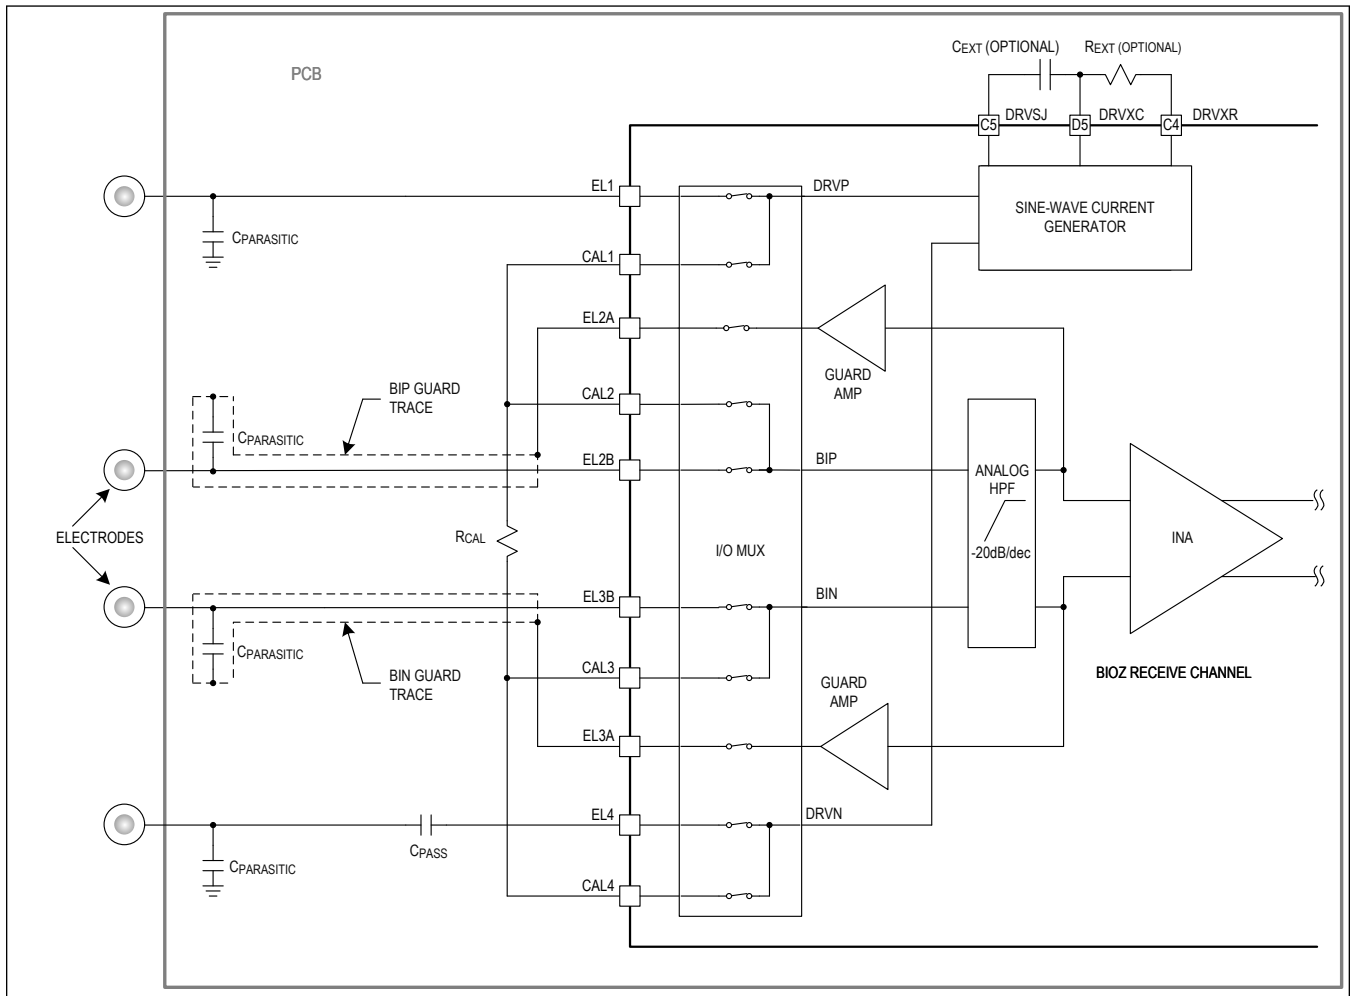 PCB
CEXT (OPTIONAL)
REXT (OPTIONAL)
C5
DRVSJ
D5
DRVXC
C4
DRVXR
EL1
DRVP
SINE-WAVE CURRENT
GENERATOR
CPARASITIC
CAL1
EL2A
GUARD
AMP
BIP GUARD
TRACE
CAL2
CPARASITIC
EL2B
BIP
ANALOG
HPF
-20dB/dec
ELECTRODES
RCAL
I/O MUX
INA
EL3B
BIN
CPARASITIC
BIN GUARD
TRACE
CAL3
GUARD
AMP
BIOZ RECEIVE CHANNEL
EL3A
EL4
DRVN
CPASS
CPARASITIC
CAL4